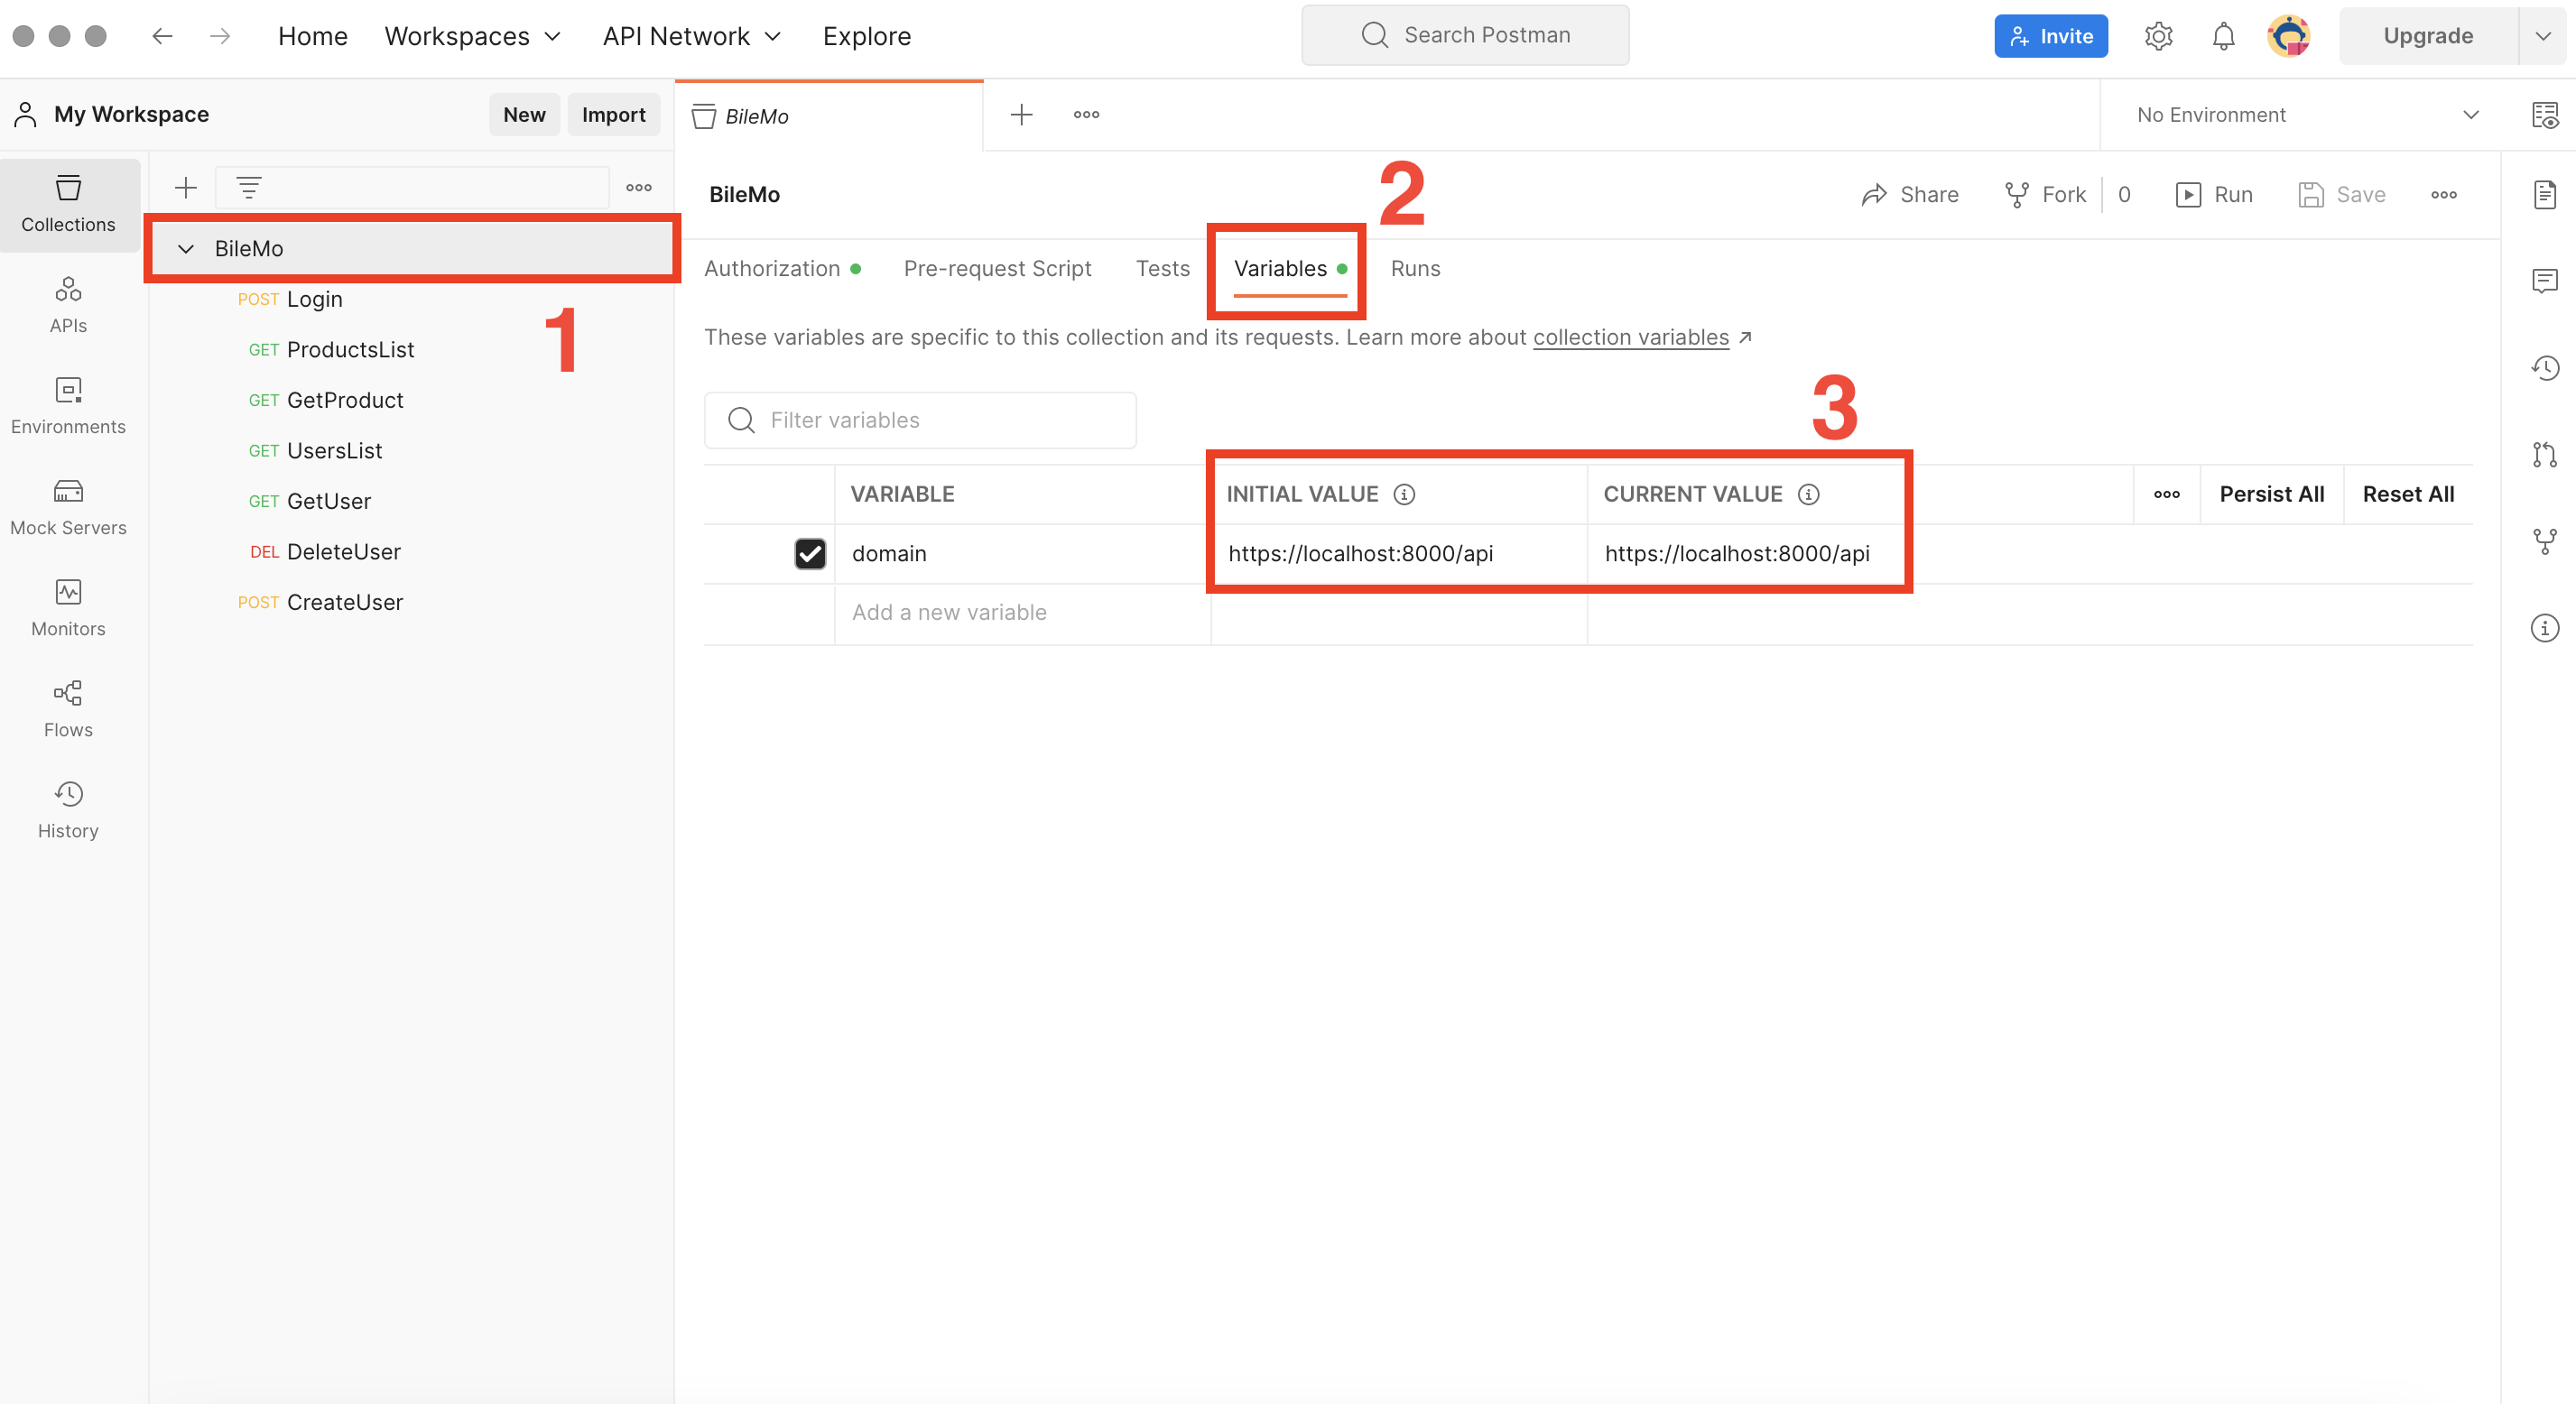 Home Workspaces API Network Explore Search Postman Invite Upgrade
My Workspace New Import BileMo No Environment
Collections
APIs
Environments
Mock Servers
Monitors
Flows
History
BileMo
POST Login
GET ProductsList
GET GetProduct
GET UsersList
GET GetUser
DEL DeleteUser
POST CreateUser
1
BileMo Share Fork 0 Run Save
2
Authorization Pre-request Script Tests Variables Runs
These variables are specific to this collection and its requests. Learn more about collection variables ↗
Filter variables
3
VARIABLE INITIAL VALUE CURRENT VALUE Persist All Reset All
domain https://localhost:8000/api https://localhost:8000/api
Add a new variable